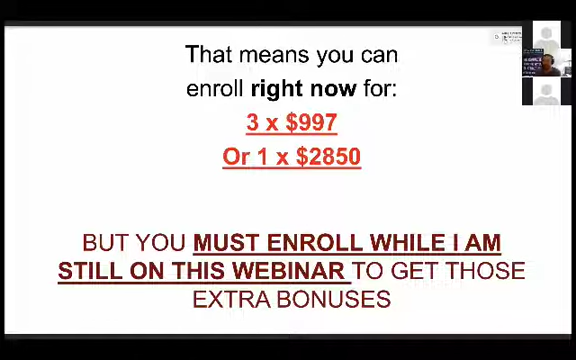 That means you can
enroll right now for:
3 x $997
Or 1 x $2850
BUT YOU MUST ENROLL WHILE I AM
STILL ON THIS WEBINAR TO GET THOSE
EXTRA BONUSES